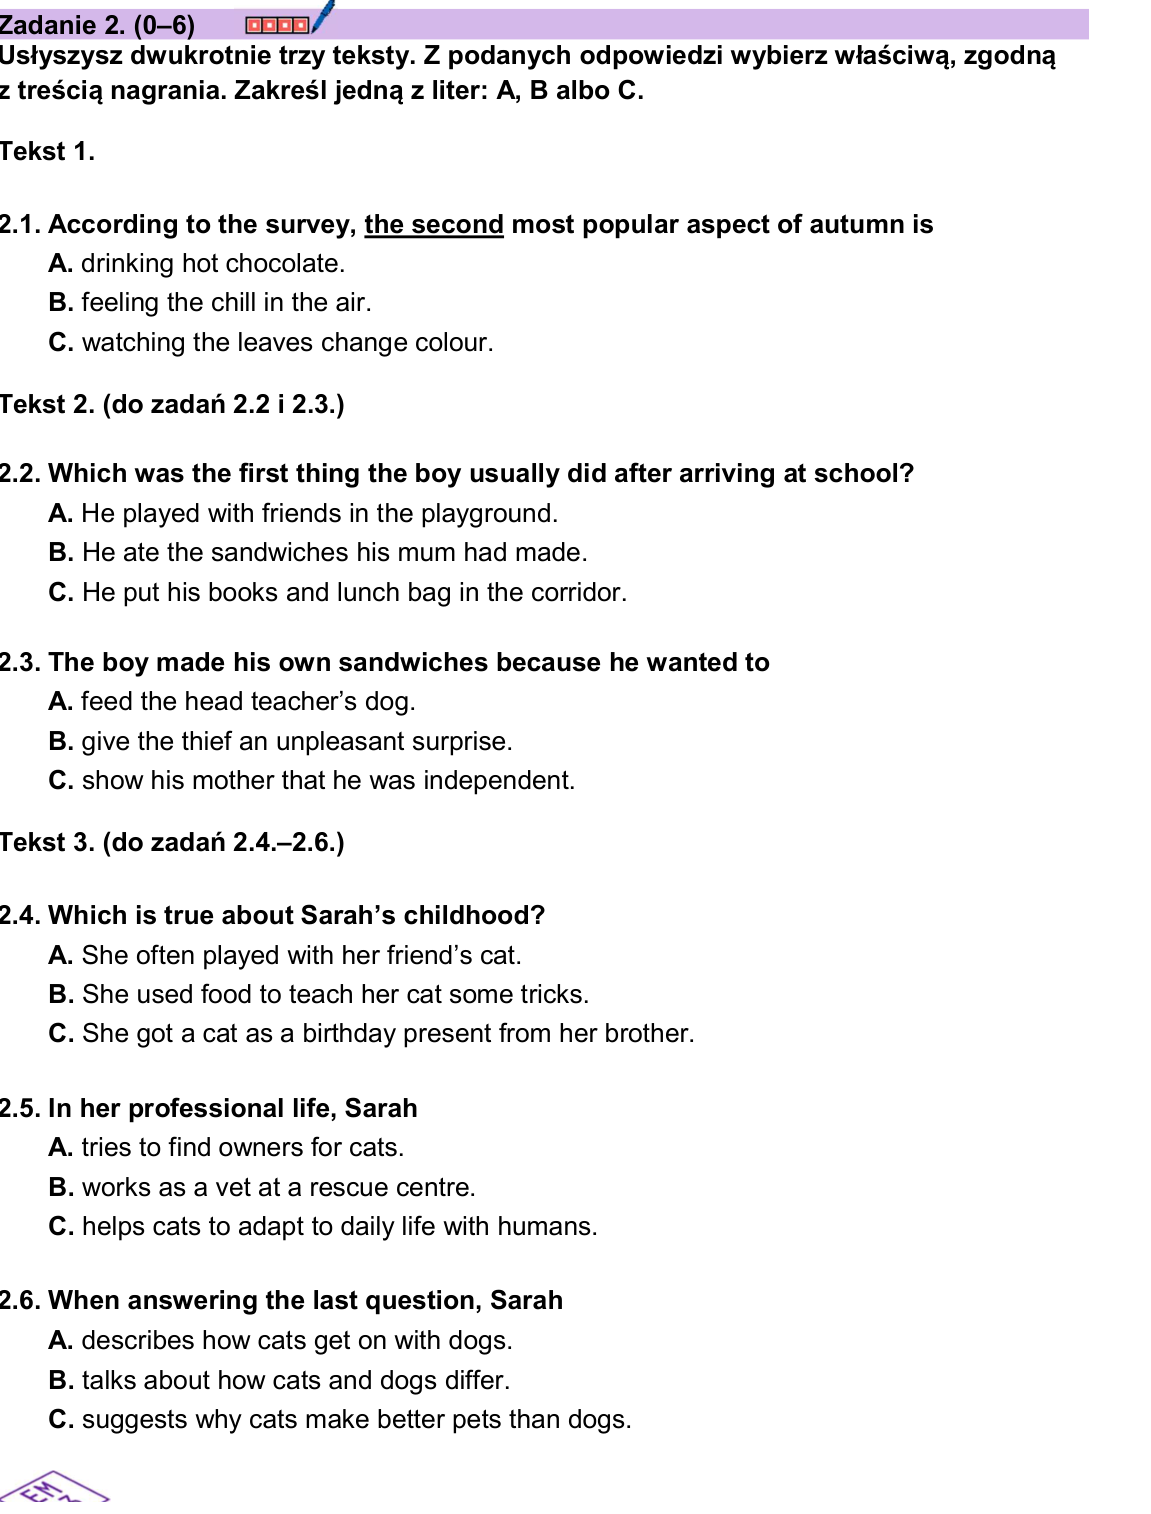 Zadanie 2. (0–6)
Usłyszysz dwukrotnie trzy teksty. Z podanych odpowiedzi wybierz właściwą, zgodną
z treścią nagrania. Zakreśl jedną z liter: A, B albo C.
Tekst 1.
2.1. According to the survey, the second most popular aspect of autumn is
A. drinking hot chocolate.
B. feeling the chill in the air.
C. watching the leaves change colour.
Tekst 2. (do zadań 2.2 i 2.3.)
2.2. Which was the first thing the boy usually did after arriving at school?
A. He played with friends in the playground.
B. He ate the sandwiches his mum had made.
C. He put his books and lunch bag in the corridor.
2.3. The boy made his own sandwiches because he wanted to
A. feed the head teacher’s dog.
B. give the thief an unpleasant surprise.
C. show his mother that he was independent.
Tekst 3. (do zadań 2.4.–2.6.)
2.4. Which is true about Sarah’s childhood?
A. She often played with her friend’s cat.
B. She used food to teach her cat some tricks.
C. She got a cat as a birthday present from her brother.
2.5. In her professional life, Sarah
A. tries to find owners for cats.
B. works as a vet at a rescue centre.
C. helps cats to adapt to daily life with humans.
2.6. When answering the last question, Sarah
A. describes how cats get on with dogs.
B. talks about how cats and dogs differ.
C. suggests why cats make better pets than dogs.